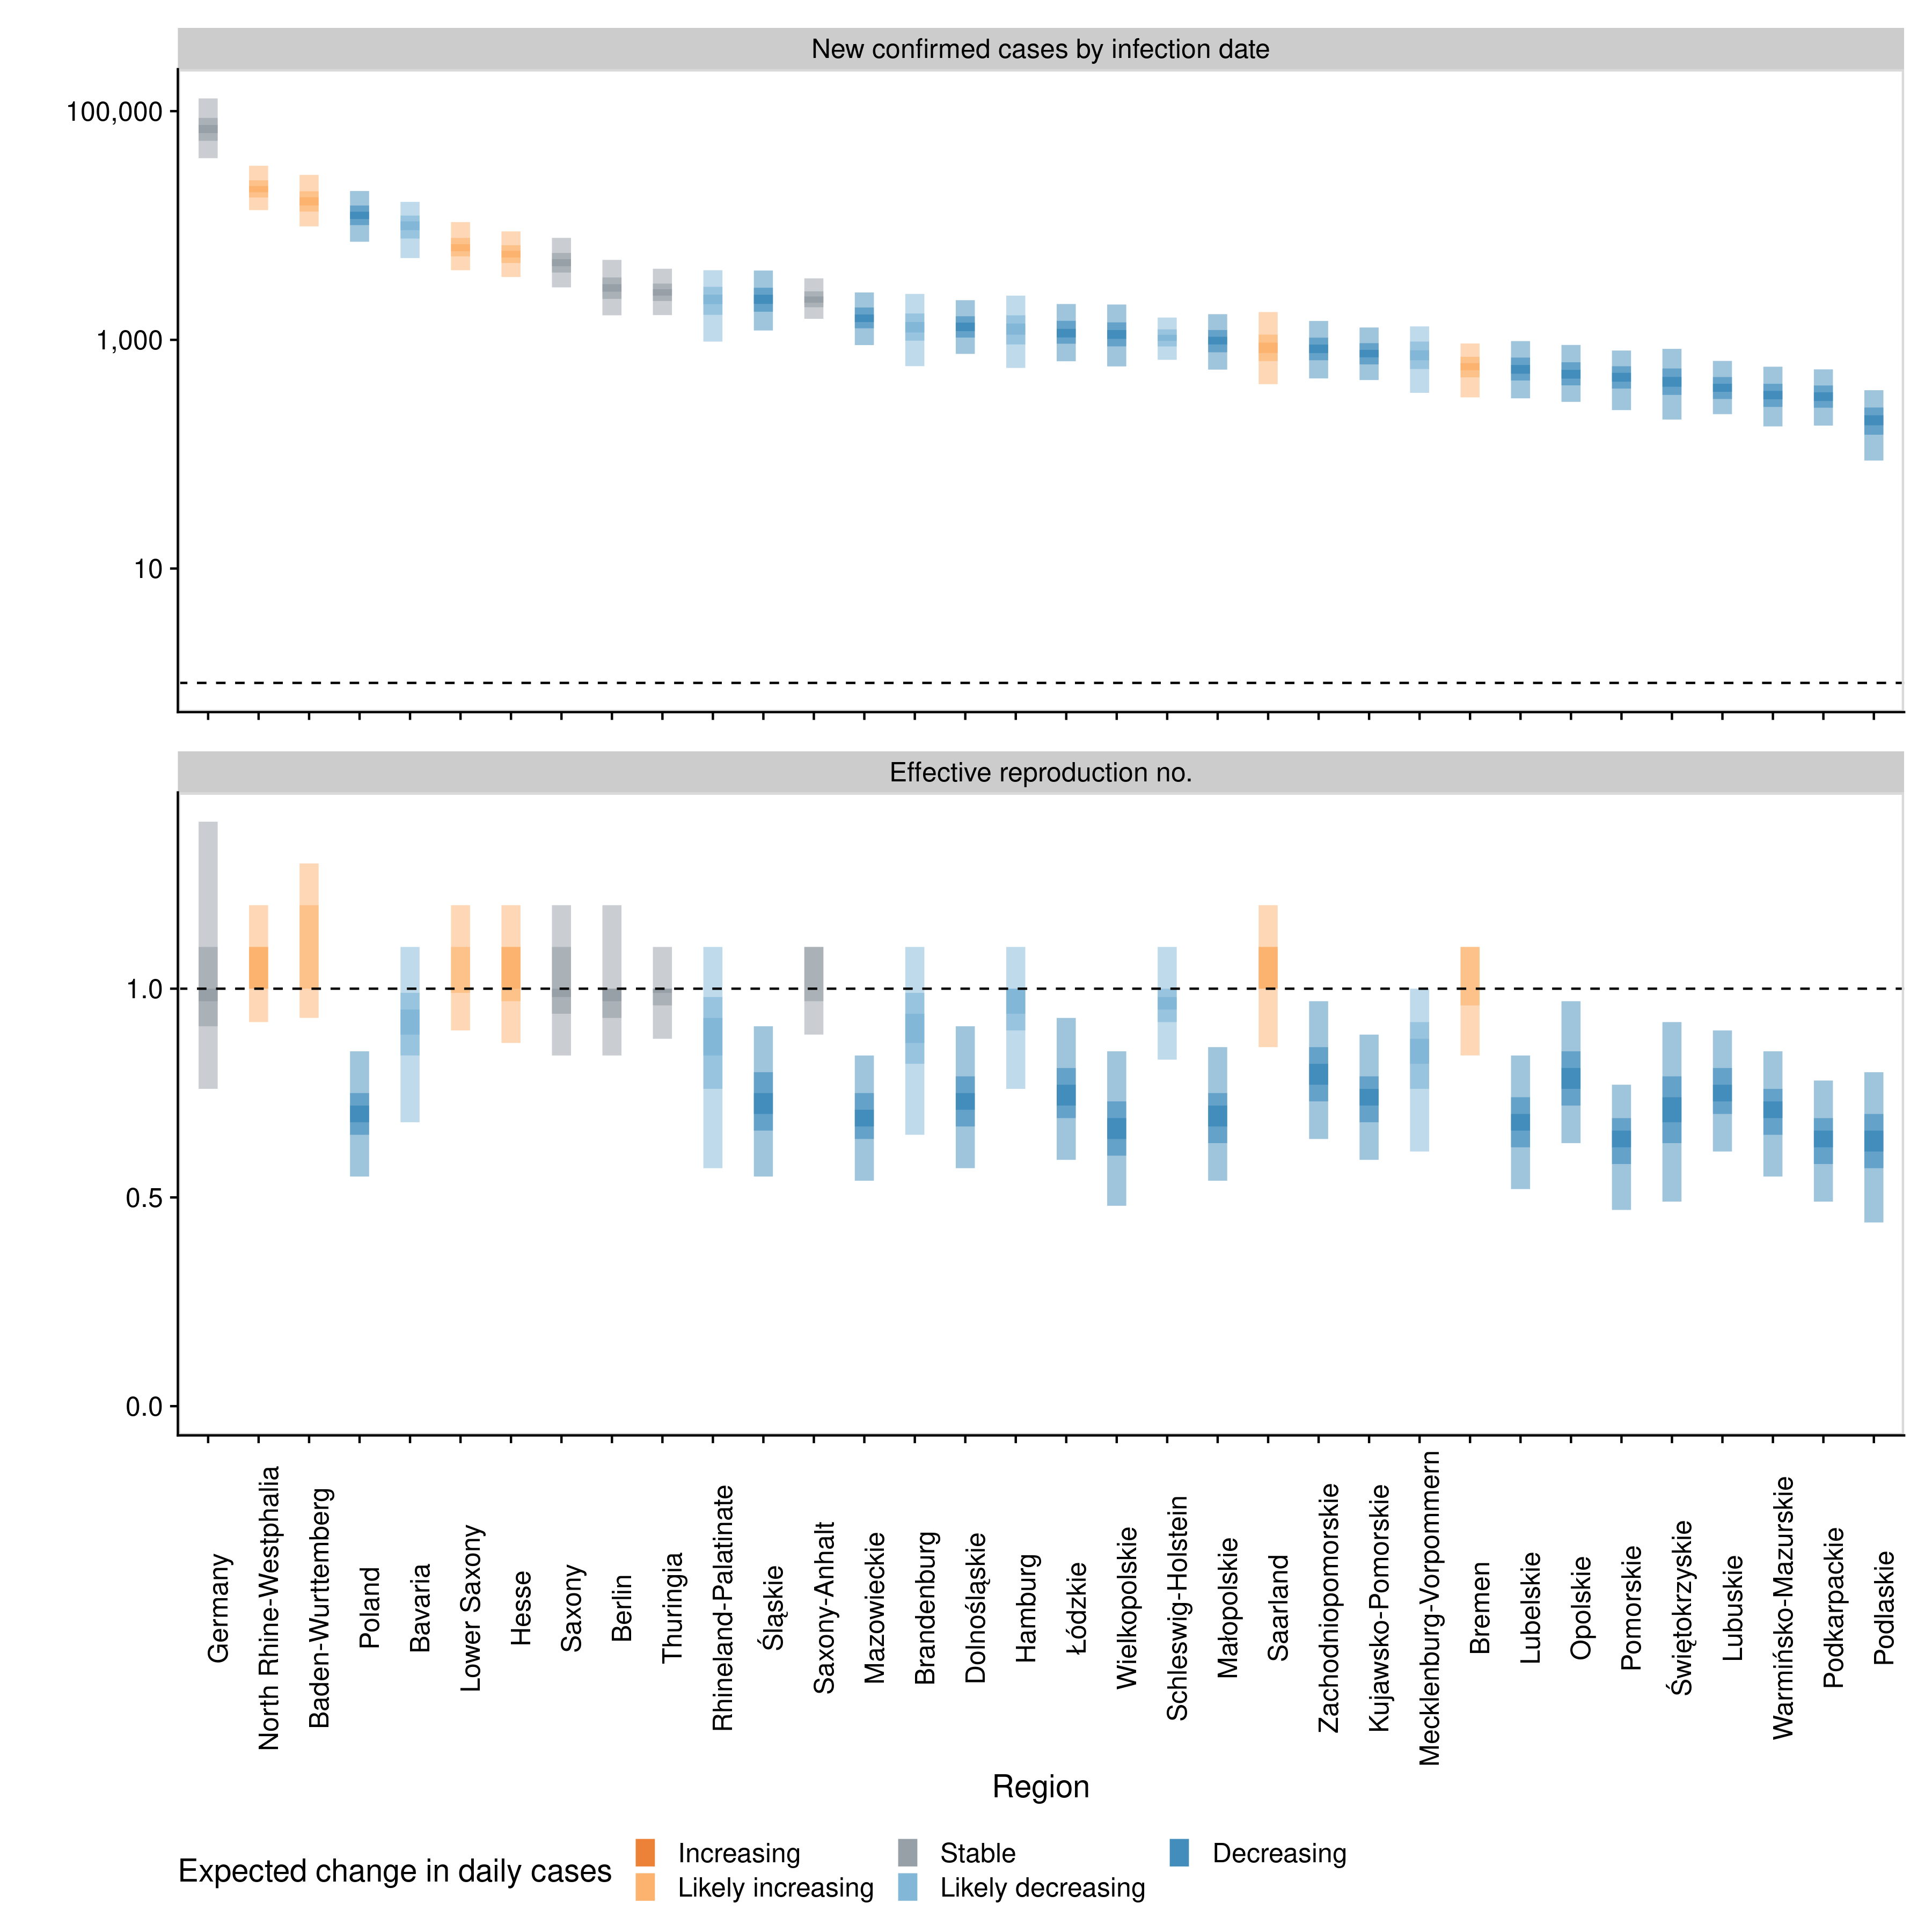 New confirmed cases by infection date
100,000
1,000
10
Effective reproduction no.
1.0
0.5
0.0
Germany
North Rhine-Westphalia
Baden-Wurttemberg
Poland
Bavaria
Lower Saxony
Hesse
Saxony
Berlin
Thuringia
Rhineland-Palatinate
Śląskie
Saxony-Anhalt
Mazowieckie
Brandenburg
Dolnośląskie
Hamburg
Łódzkie
Wielkopolskie
Schleswig-Holstein
Małopolskie
Saarland
Zachodniopomorskie
Kujawsko-Pomorskie
Mecklenburg-Vorpommern
Bremen
Lubelskie
Opolskie
Pomorskie
Świętokrzyskie
Lubuskie
Warmińsko-Mazurskie
Podkarpackie
Podlaskie
Region
Expected change in daily cases
Increasing
Likely increasing
Stable
Likely decreasing
Decreasing